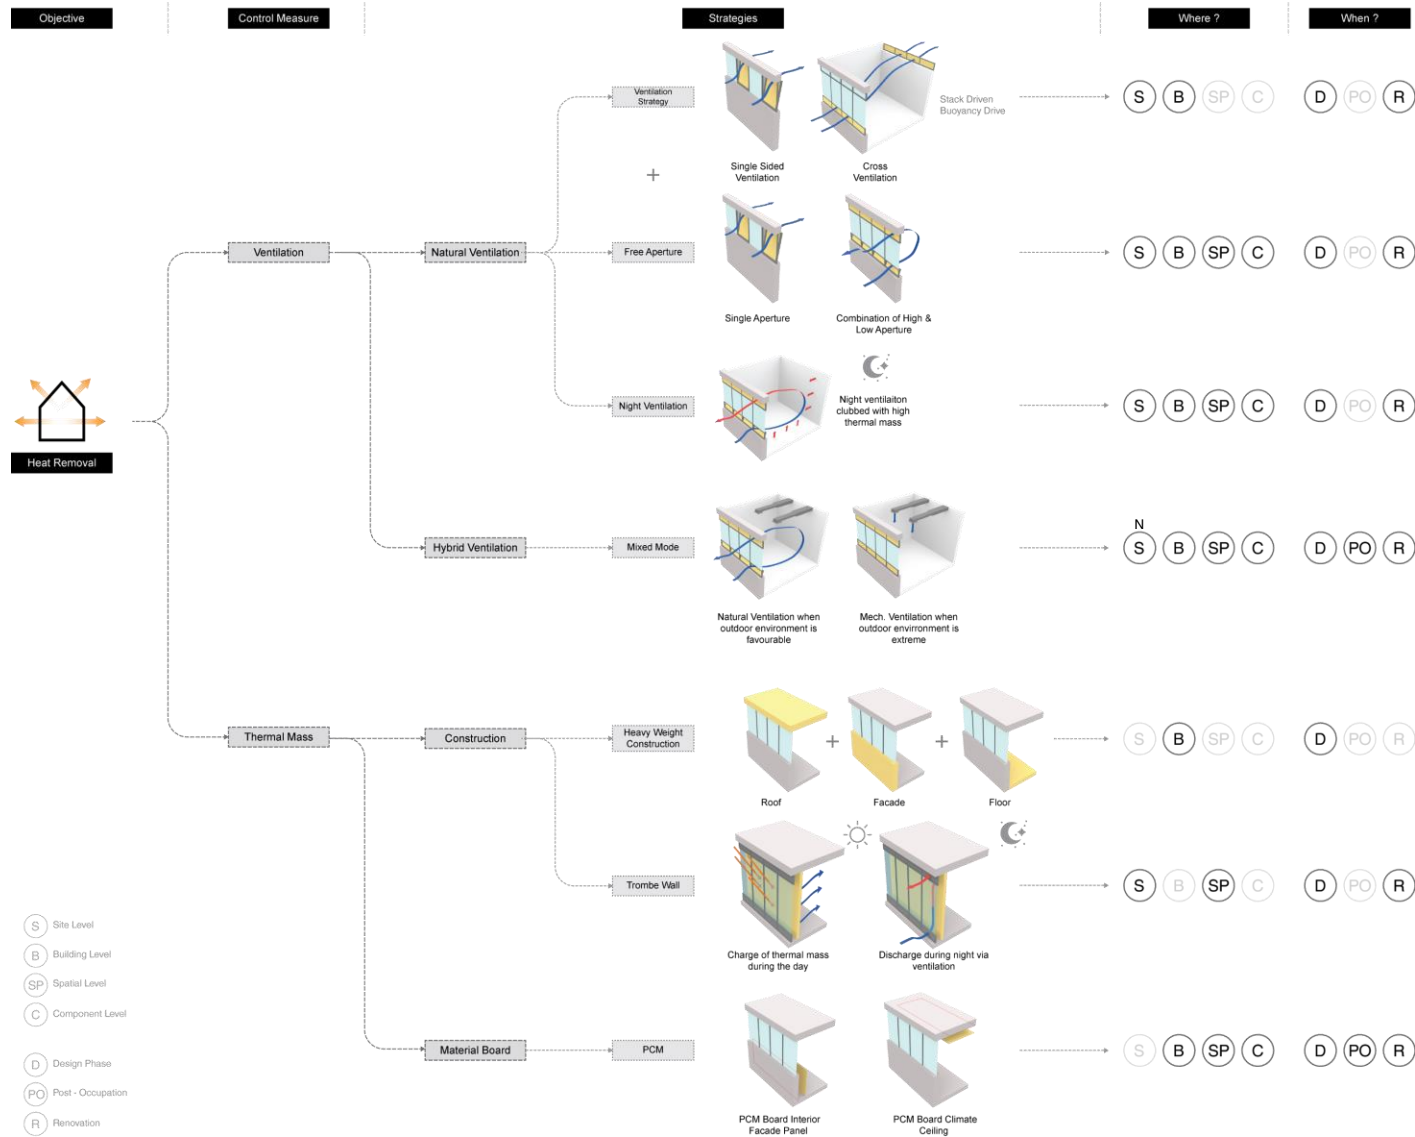 Objective
Control Measure
Strategies
Where ?
When ?
Ventilation
Strategy
Stack Driven
Buoyancy Drive
S B SP C
D PO R
Single Sided
Ventilation
Cross
Ventilation
+
Ventilation
Natural Ventilation
Free Aperture
S B SP C
D PO R
Single Aperture
Combination of High &
Low Aperture
Night Ventilation
Night ventilaiton
clubbed with high
thermal mass
S B SP C
D PO R
Heat Removal
Hybrid Ventilation
Mixed Mode
N
S B SP C
D PO R
Natural Ventilation when
outdoor environment is
favourable
Mech. Ventilation when
outdoor envirronment is
extreme
Thermal Mass
Construction
Heavy Weight
Construction
+
+
S B SP C
D PO R
Roof
Facade
Floor
Trombe Wall
S B SP C
D PO R
Charge of thermal mass
during the day
Discharge during night via
ventilation
Material Board
PCM
S B SP C
D PO R
PCM Board Interior
Facade Panel
PCM Board Climate
Ceiling
S Site Level
B Building Level
SP Spatial Level
C Component Level
D Design Phase
PO Post - Occupation
R Renovation